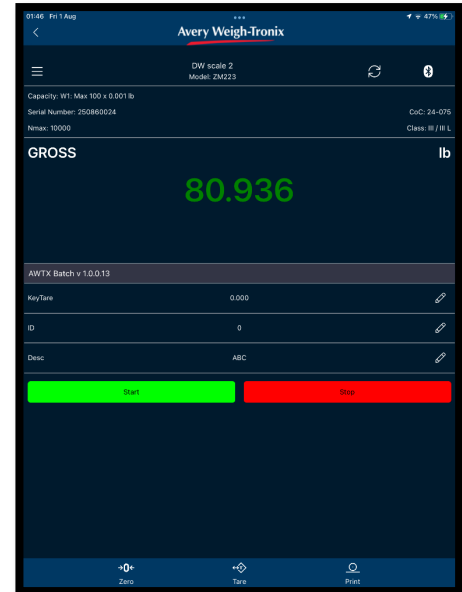 01:46 Fri 1 Aug
47%
Avery Weigh-Tronix
DW scale 2
Model: ZM223
Capacity: W1: Max 100 x 0.001 lb
Serial Number: 250860024
CoC: 24-075
Nmax: 10000
Class: III / III L
GROSS
lb
80.936
AWTX Batch v 1.0.0.13
KeyTare
0.000
ID
0
Desc
ABC
Start
Stop
→0←
Zero
Tare
Print